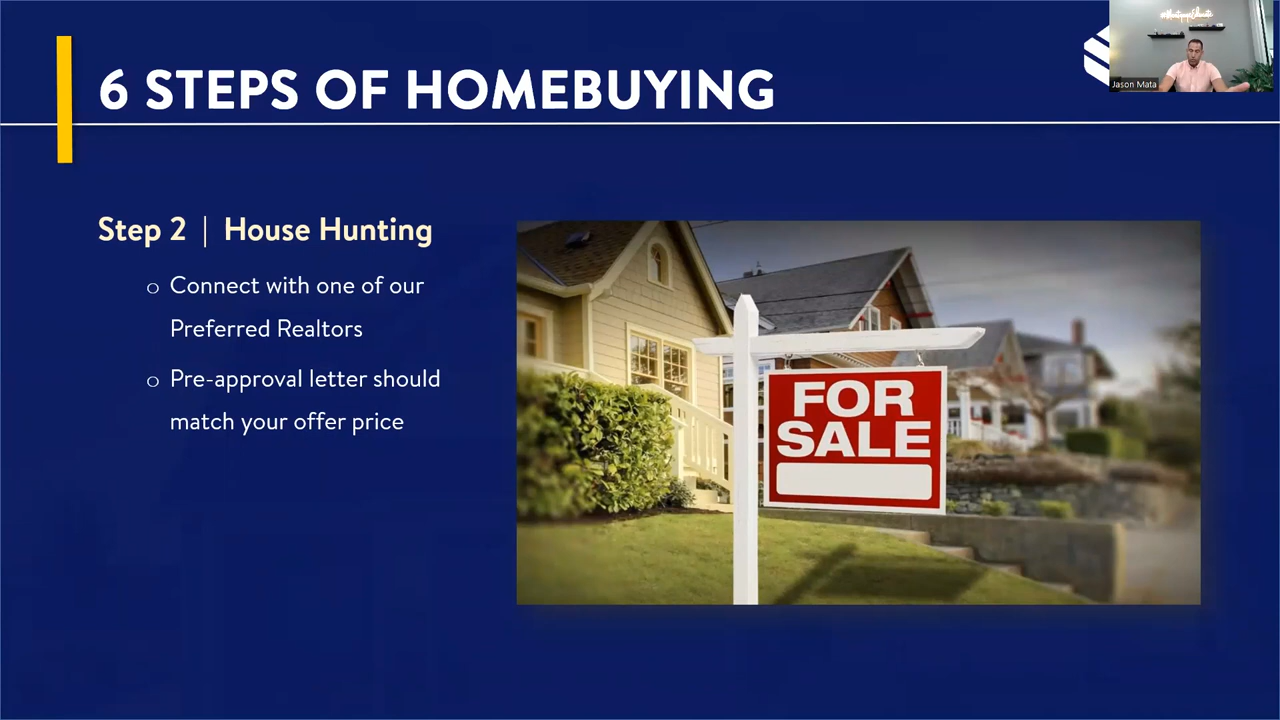 6 STEPS OF HOMEBUYING
Jason Mata
Step 2 | House Hunting
o Connect with one of our
Preferred Realtors
o Pre-approval letter should
match your offer price
FOR
SALE